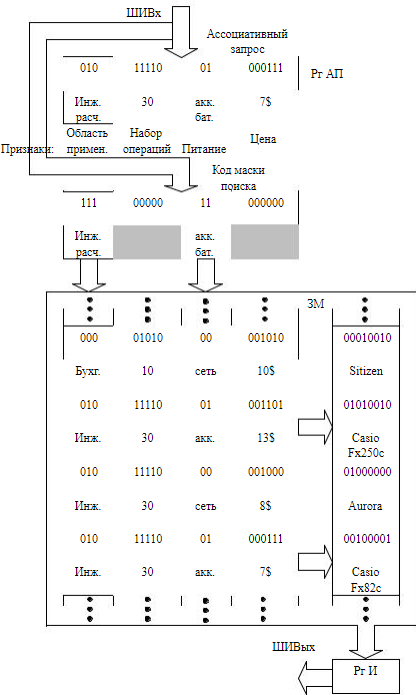 ШИВх
Ассоциативный
запрос
010 11110 01 000111
Рг АП
Инж. 30 акк. 7$
расч. бат.
Область Набор
Цена
Признаки: примен. операций Питание
Код маски
поиска
111 00000 11 000000
Инж. акк.
расч. бат.
ЗМ
000 01010 00 001010 00010010
Бухг. 10 сеть 10$ Sitizen
010 11110 01 001101 01010010
Инж. 30 акк. 13$ Casio
Fx250c
010 11110 00 001000 01000000
Инж. 30 сеть 8$ Aurora
010 11110 01 000111 00100001
Инж. 30 акк. 7$ Casio
Fx82c
ШИВых
Рг И